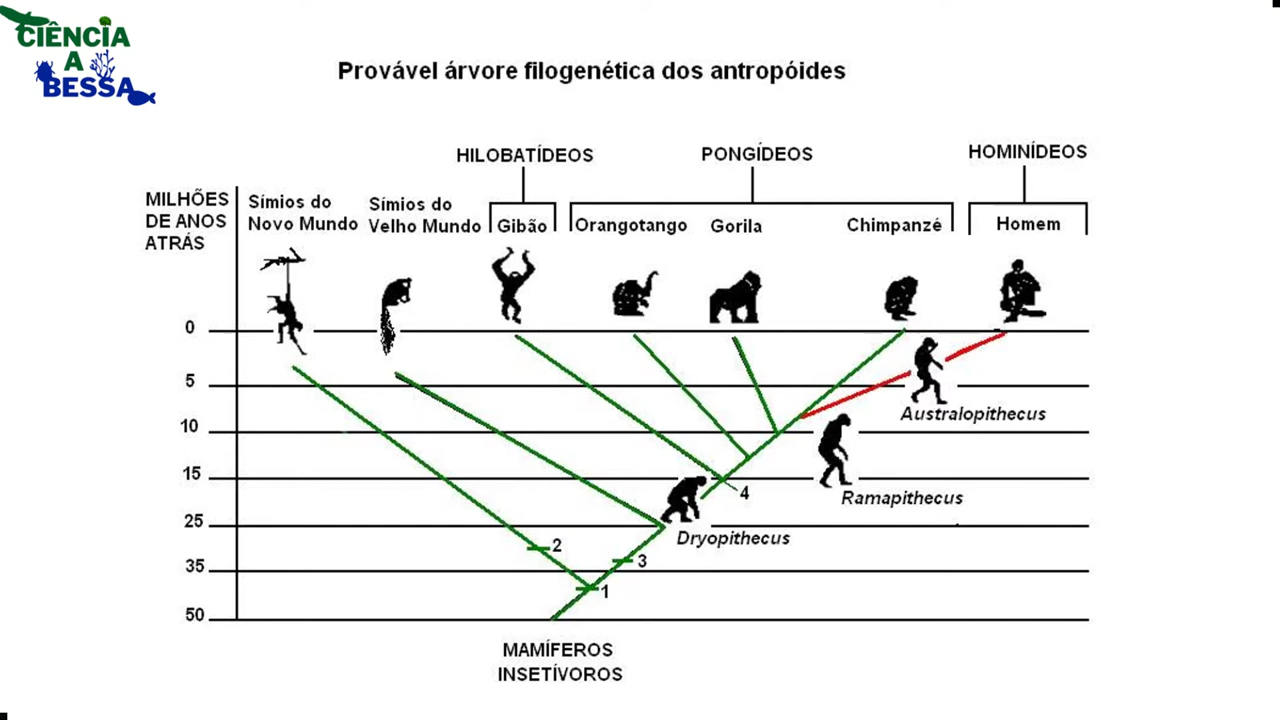 CIÊNCIA
A
BESSA
Provável árvore filogenética dos antropóides
HILOBATÍDEOS
PONGÍDEOS
HOMINÍDEOS
MILHÕES
DE ANOS
ATRÁS
Símios do
Novo Mundo
Símios do
Velho Mundo
Gibão
Orangotango
Gorila
Chimpanzé
Homem
0
5
Australopithecus
10
15
4
Ramapithecus
25
Dryopithecus
2
3
35
1
50
MAMÍFEROS
INSETÍVOROS